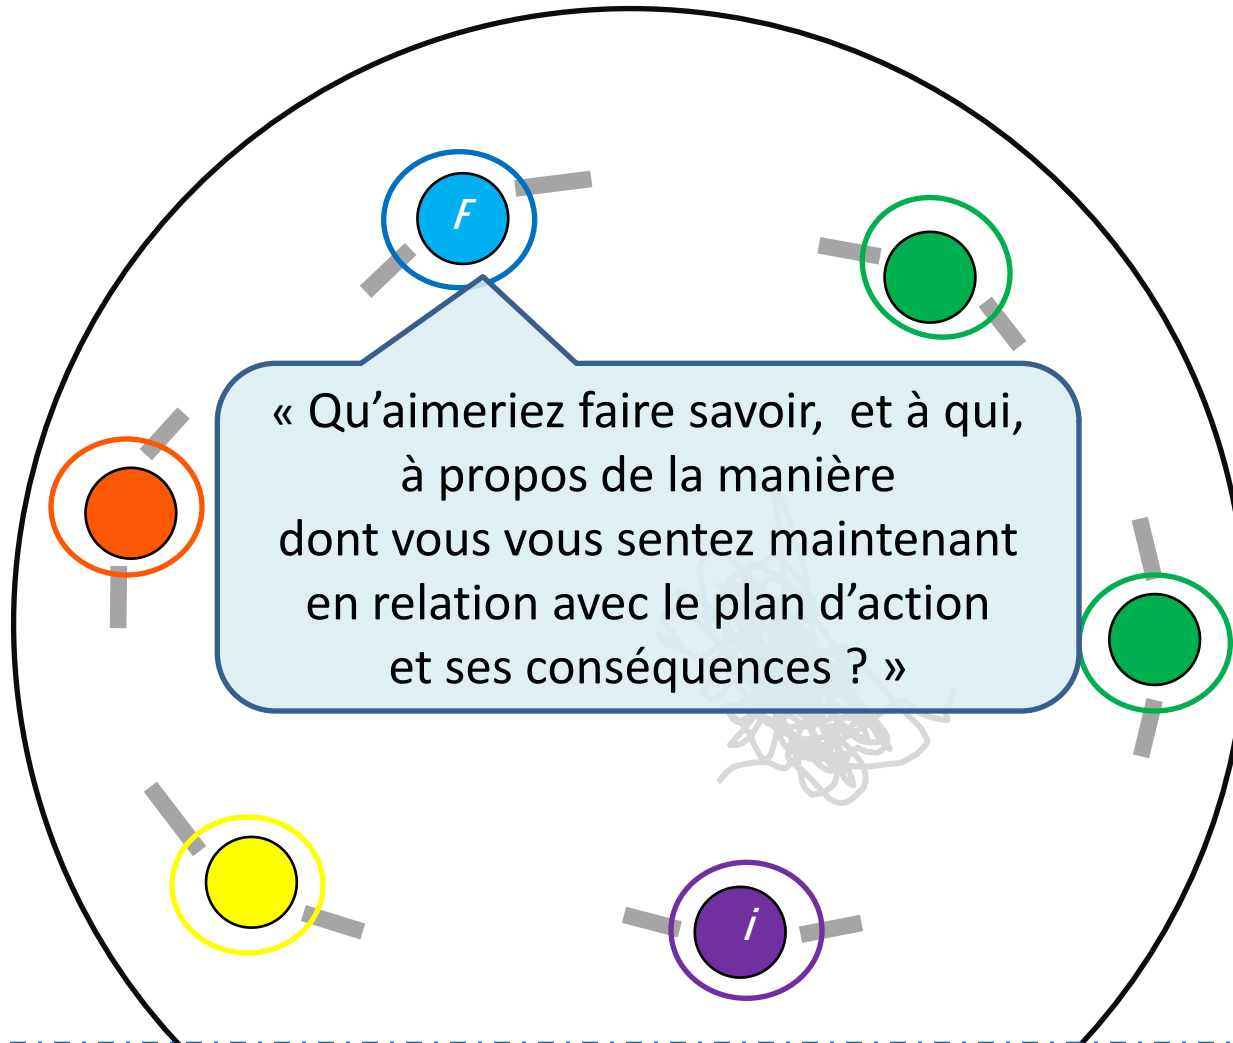 F
« Qu’aimeriez faire savoir,  et à qui,
à propos de la manière
dont vous vous sentez maintenant
en relation avec le plan d’action
et ses conséquences ? »
i